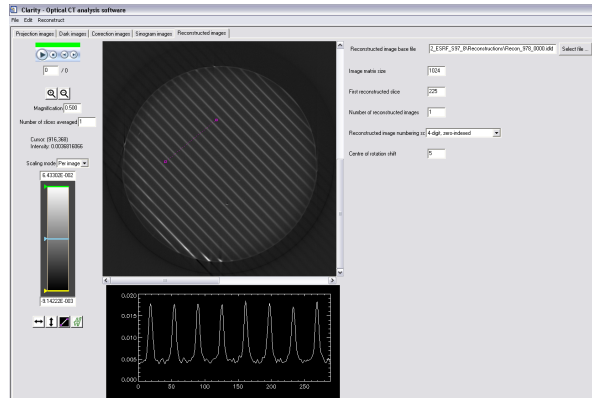 Clarity - Optical CT analysis software
File Edit Reconstruct
Projection images Dark images Correction images Sinogram images Reconstructed images
0 / 0
Magnification 0.500
Number of slices averaged 1
Cursor: (916,368)
Intensity: 0.0036816066
Scaling mode Per image
6.43302E-002
-9.14222E-003
Reconstructed image base file 2_ESRF_S97_8\Reconstructions\Recon_978_0000.idld Select file...
Image matrix size 1024
First reconstructed slice 225
Number of reconstructed images 1
Reconstructed image numbering sc 4-digit, zero-indexed
Centre of rotation shift 5
0.020
0.015
0.010
0.005
0.000
0 50 100 150 200 250